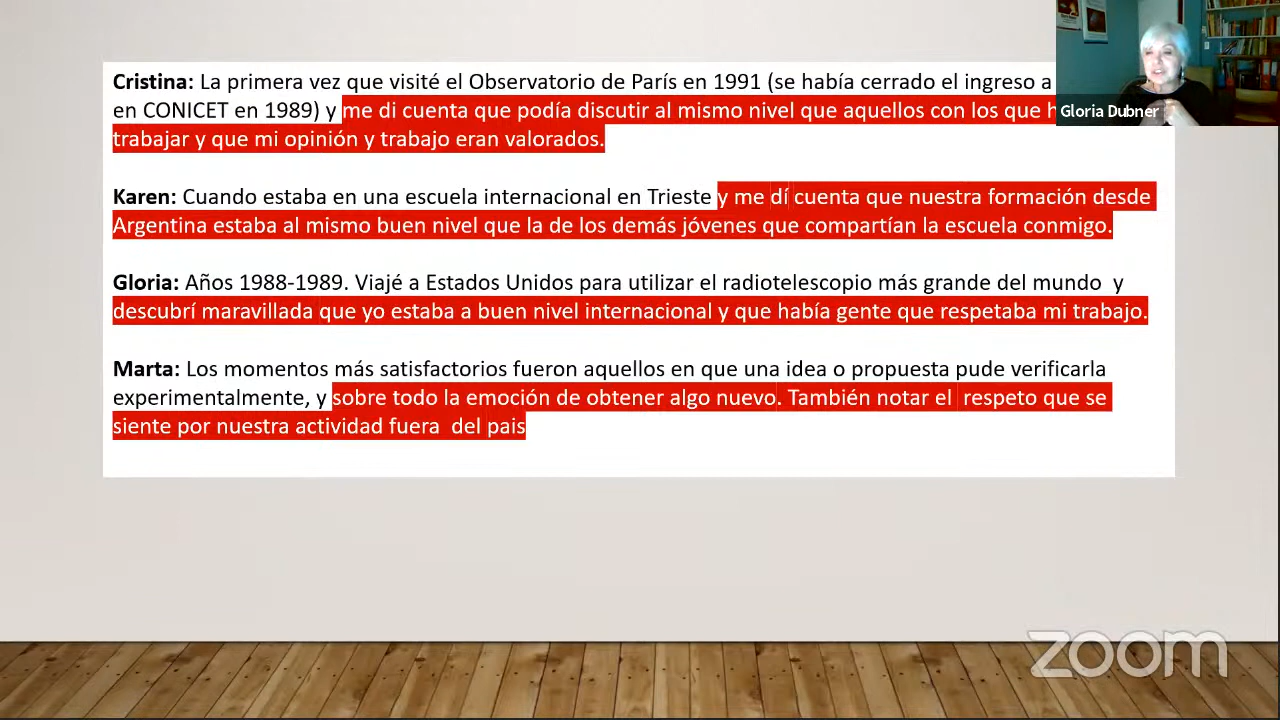 Cristina: La primera vez que visité el Observatorio de París en 1991 (se había cerrado el ingreso a
en CONICET en 1989) y me di cuenta que podía discutir al mismo nivel que aquellos con los que
trabajar y que mi opinión y trabajo eran valorados.
Karen: Cuando estaba en una escuela internacional en Trieste y me dí cuenta que nuestra formación desde
Argentina estaba al mismo buen nivel que la de los demás jóvenes que compartían la escuela conmigo.
Gloria: Años 1988-1989. Viajé a Estados Unidos para utilizar el radiotelescopio más grande del mundo y
descubrí maravillada que yo estaba a buen nivel internacional y que había gente que respetaba mi trabajo.
Marta: Los momentos más satisfactorios fueron aquellos en que una idea o propuesta pude verificarla
experimentalmente, y sobre todo la emoción de obtener algo nuevo. También notar el respeto que se
siente por nuestra actividad fuera del pais
Gloria Dubner
zoom